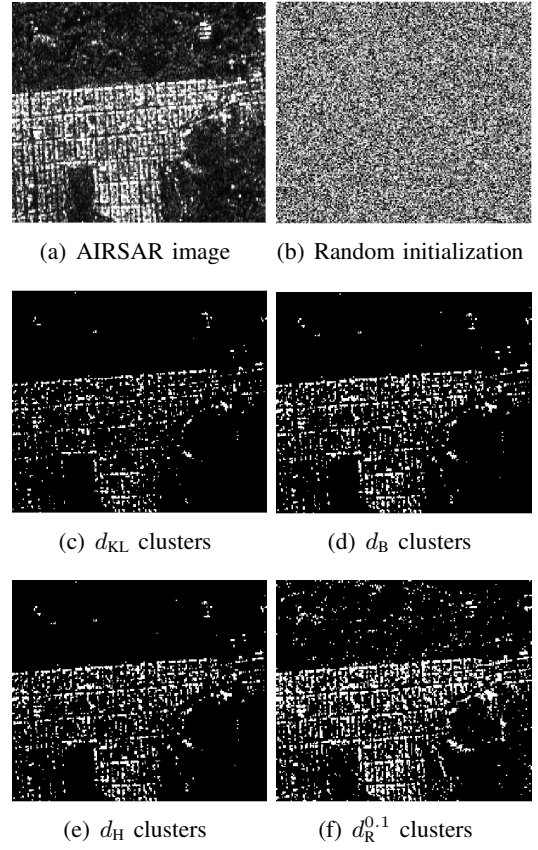 (a) AIRSAR image
(b) Random initialization
(c) d_KL clusters
(d) d_B clusters
(e) d_H clusters
(f) d_R^0.1 clusters